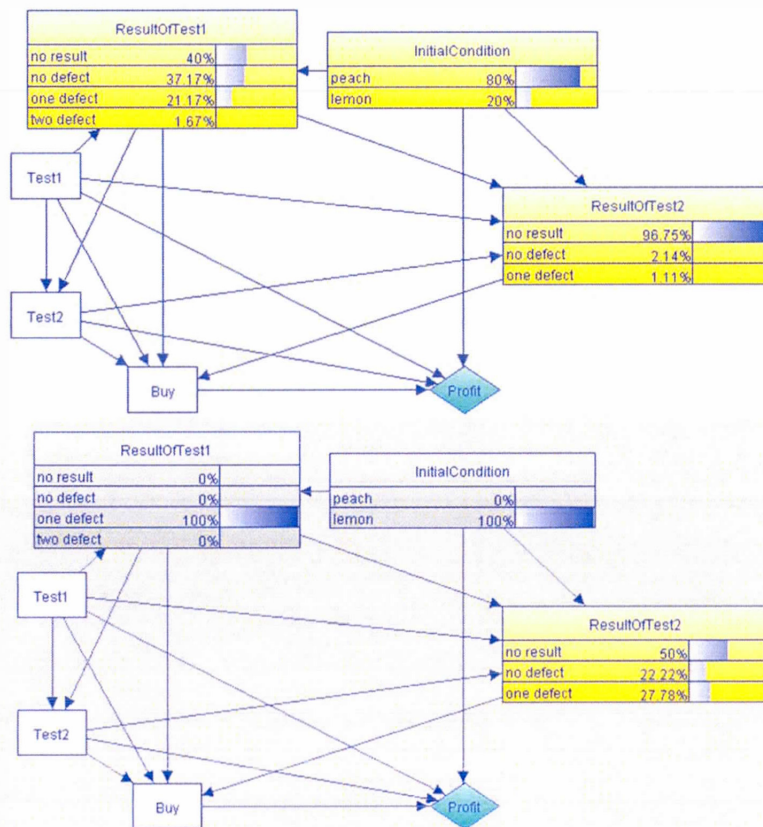 ResultOfTest1
no result 40%
no defect 37.17%
one defect 21.17%
two defect 1.67%
InitialCondition
peach 80%
lemon 20%
Test1
ResultOfTest2
no result 96.75%
no defect 2.14%
one defect 1.11%
Test2
Buy
Profit
ResultOfTest1
no result 0%
no defect 0%
one defect 100%
two defect 0%
InitialCondition
peach 0%
lemon 100%
Test1
ResultOfTest2
no result 50%
no defect 22.22%
one defect 27.78%
Test2
Buy
Profit